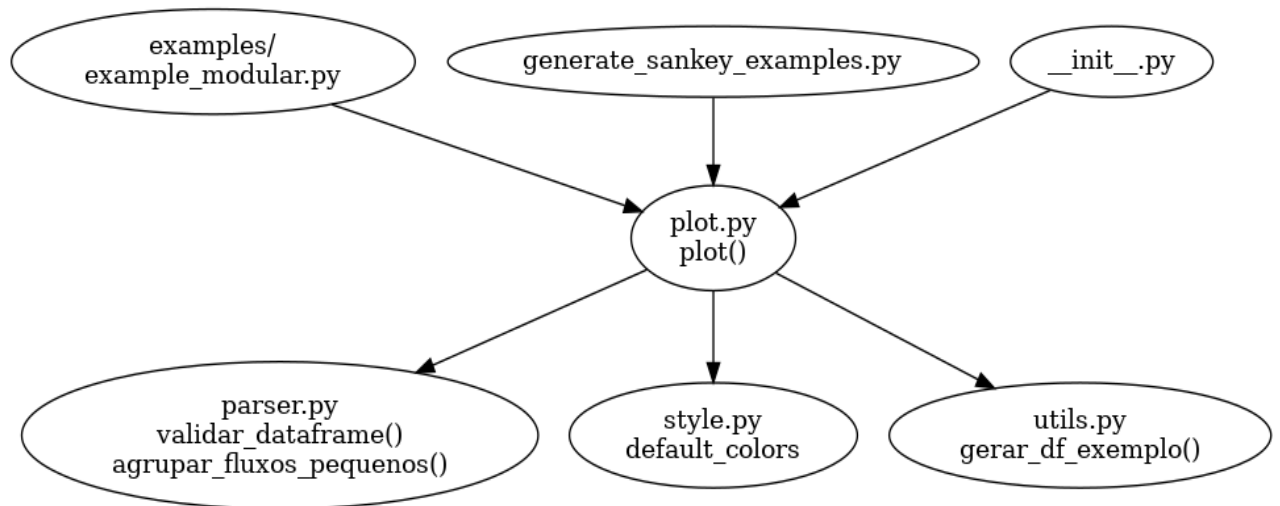 examples/
example_modular.py
generate_sankey_examples.py
__init__.py
plot.py
plot()
parser.py
validar_dataframe()
agrupar_fluxos_pequenos()
style.py
default_colors
utils.py
gerar_df_exemplo()